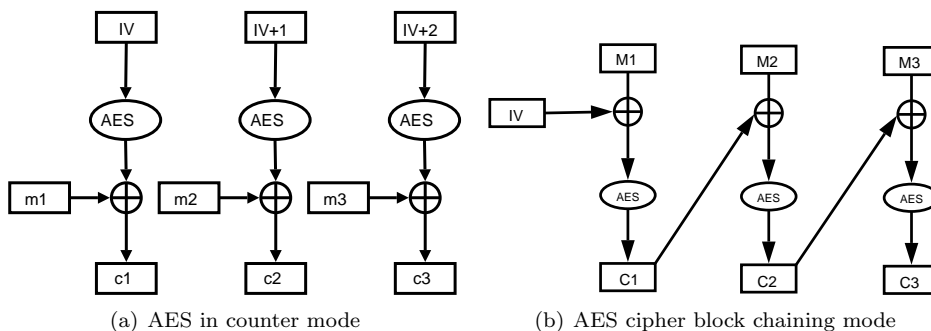 IV IV+1 IV+2
AES AES AES
m1 m2 m3
c1 c2 c3
(a) AES in counter mode
M1 M2 M3
IV
AES AES AES
C1 C2 C3
(b) AES cipher block chaining mode